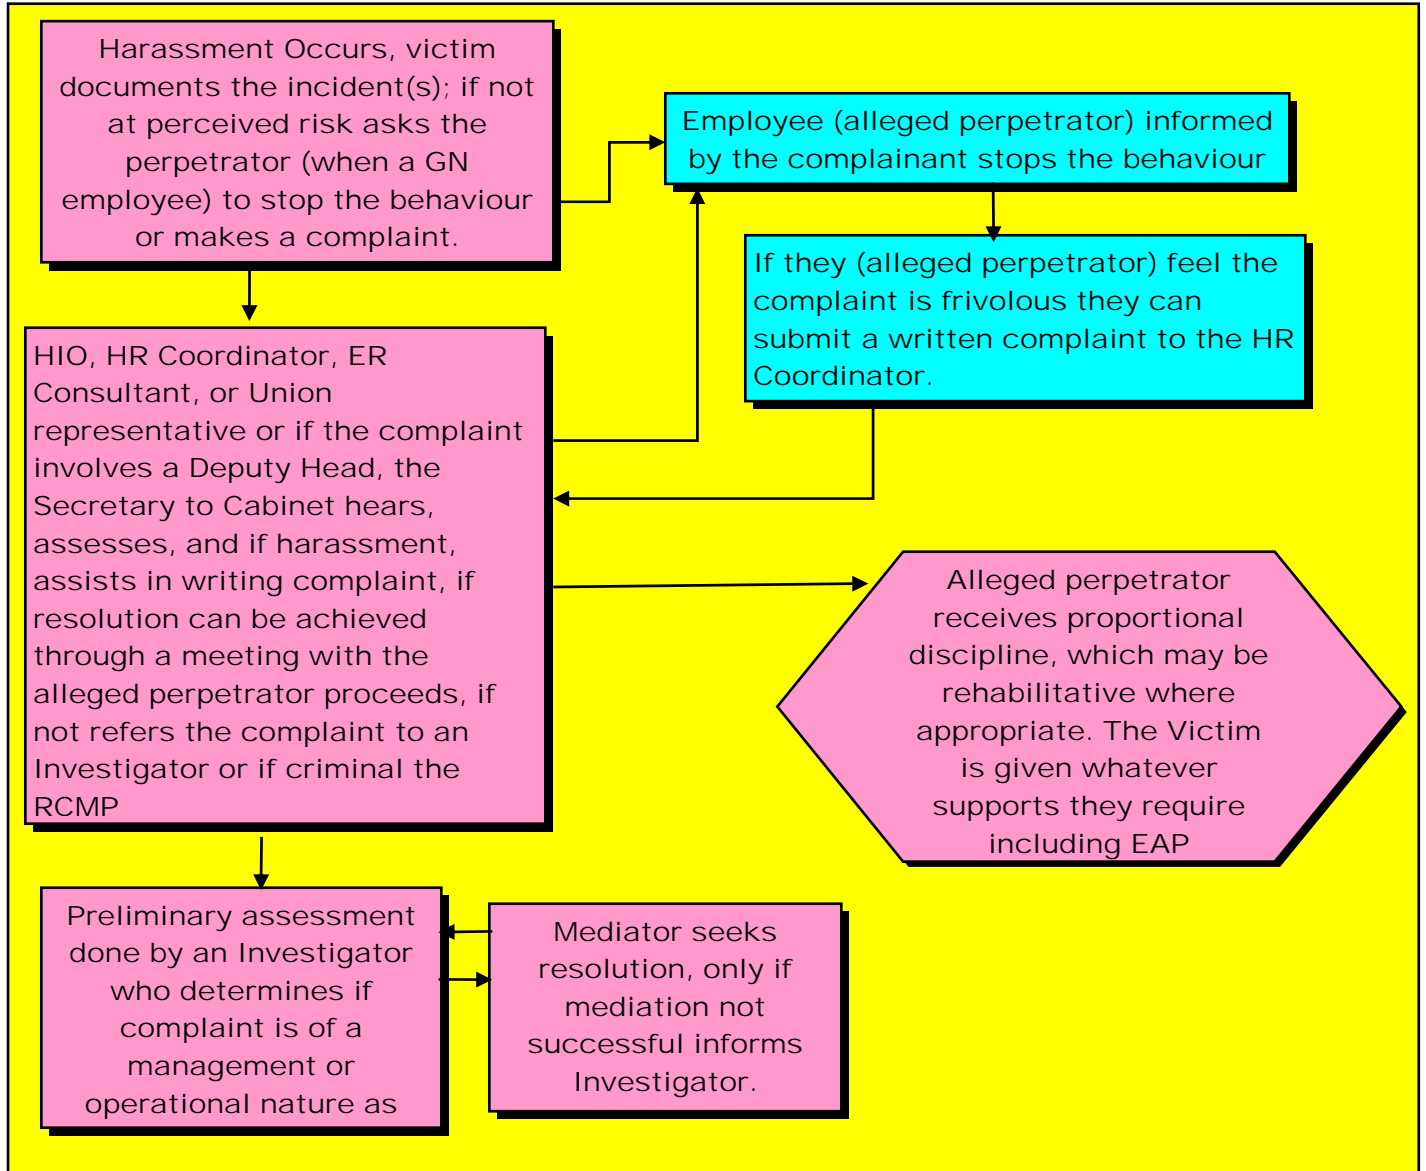 Harassment Occurs, victim
documents the incident(s); if not
at perceived risk asks the
perpetrator (when a GN
employee) to stop the behaviour
or makes a complaint.
Employee (alleged perpetrator) informed
by the complainant stops the behaviour
If they (alleged perpetrator) feel the
complaint is frivolous they can
submit a written complaint to the HR
Coordinator.
HIO, HR Coordinator, ER
Consultant, or Union
representative or if the complaint
involves a Deputy Head, the
Secretary to Cabinet hears,
assesses, and if harassment,
assists in writing complaint, if
resolution can be achieved
through a meeting with the
alleged perpetrator proceeds, if
not refers the complaint to an
Investigator or if criminal the
RCMP
Alleged perpetrator
receives proportional
discipline, which may be
rehabilitative where
appropriate. The Victim
is given whatever
supports they require
including EAP
Preliminary assessment
done by an Investigator
who determines if
complaint is of a
management or
operational nature as
Mediator seeks
resolution, only if
mediation not
successful informs
Investigator.